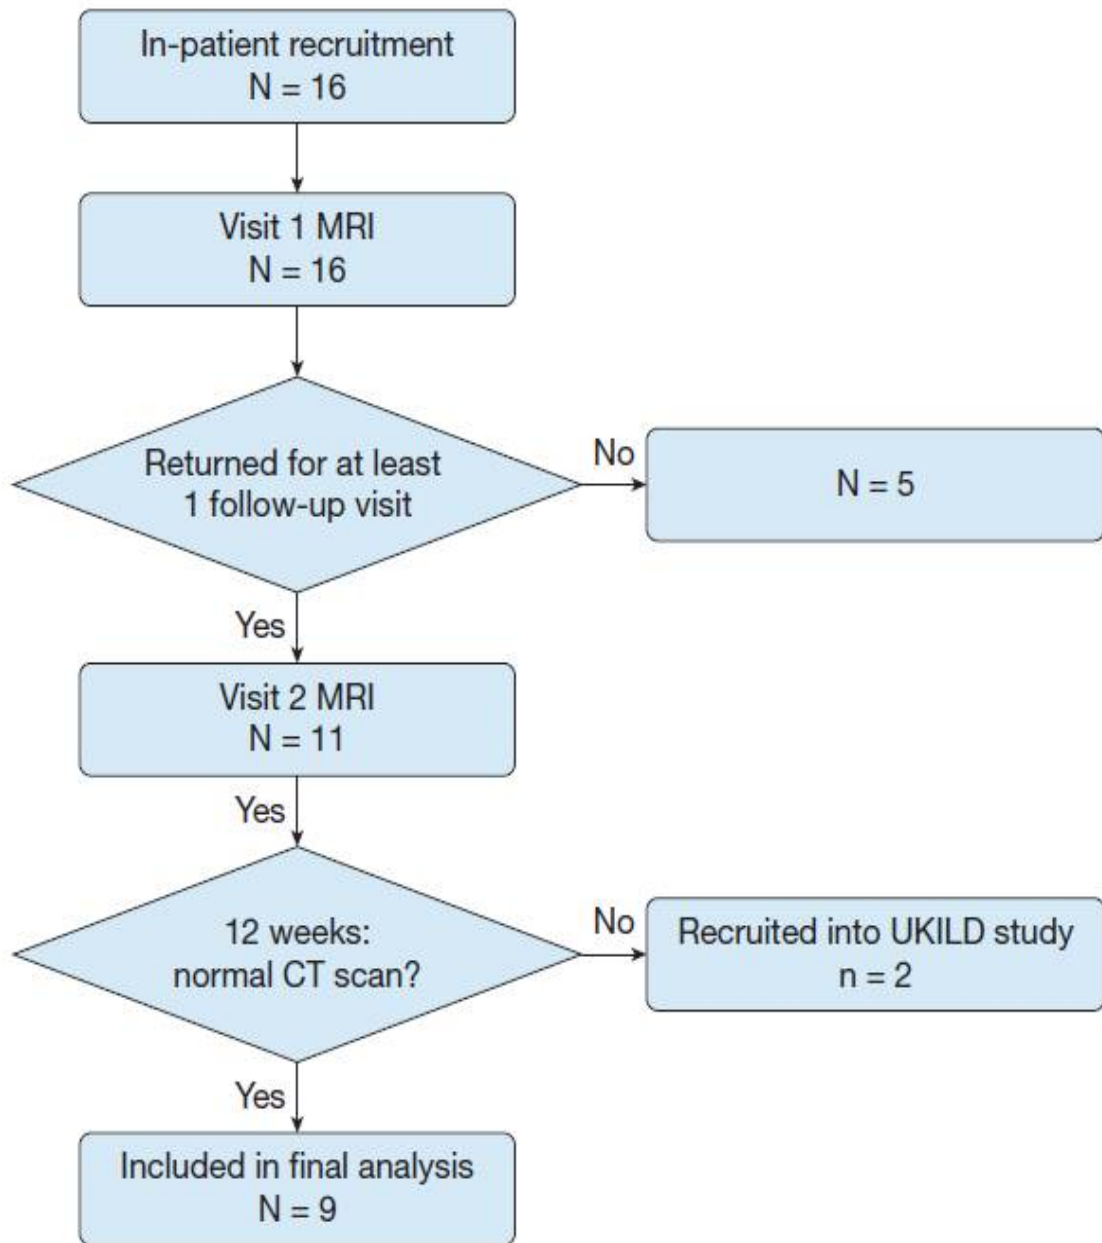 In-patient recruitment
N = 16
Visit 1 MRI
N = 16
Returned for at least
1 follow-up visit
No
N = 5
Yes
Visit 2 MRI
N = 11
Yes
12 weeks:
normal CT scan?
No
Recruited into UKILD study
n = 2
Yes
Included in final analysis
N = 9